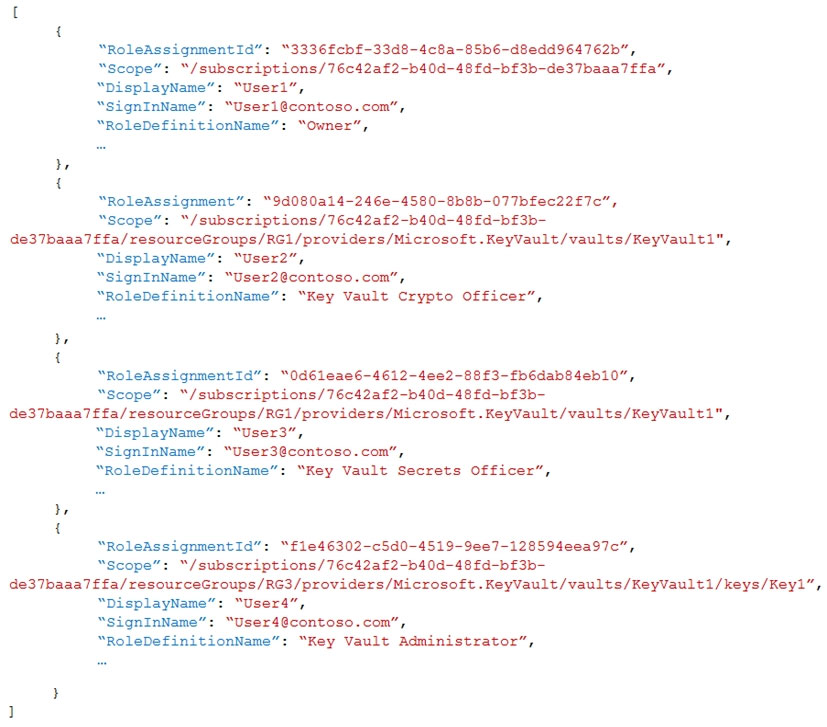 [
{
“RoleAssignmentId”: “3336fcbf-33d8-4c8a-85b6-d8edd964762b”,
“Scope”: “/subscriptions/76c42af2-b40d-48fd-bf3b-de37baaa7ffa”,
“DisplayName”: “User1”,
“SignInName”: “User1@contoso.com”,
“RoleDefinitionName”: “Owner”,
…
},
{
“RoleAssignment”: “9d080a14-246e-4580-8b8b-077bfec22f7c”,
“Scope”: “/subscriptions/76c42af2-b40d-48fd-bf3b-
de37baaa7ffa/resourceGroups/RG1/providers/Microsoft.KeyVault/vaults/KeyVault1",
“DisplayName”: “User2”,
“SignInName”: “User2@contoso.com”,
“RoleDefinitionName”: “Key Vault Crypto Officer”,
…
},
{
“RoleAssignmentId”: “0d61eae6-4612-4ee2-88f3-fb6dab84eb10”,
“Scope”: “/subscriptions/76c42af2-b40d-48fd-bf3b-
de37baaa7ffa/resourceGroups/RG1/providers/Microsoft.KeyVault/vaults/KeyVault1",
“DisplayName”: “User3”,
“SignInName”: “User3@contoso.com”,
“RoleDefinitionName”: “Key Vault Secrets Officer”,
…
},
{
“RoleAssignmentId”: “f1e46302-c5d0-4519-9ee7-128594eea97c”,
“Scope”: “/subscriptions/76c42af2-b40d-48fd-bf3b-
de37baaa7ffa/resourceGroups/RG3/providers/Microsoft.KeyVault/vaults/KeyVault1/keys/Key1”,
“DisplayName”: “User4”,
“SignInName”: “User4@contoso.com”,
“RoleDefinitionName”: “Key Vault Administrator”,
…
}
]